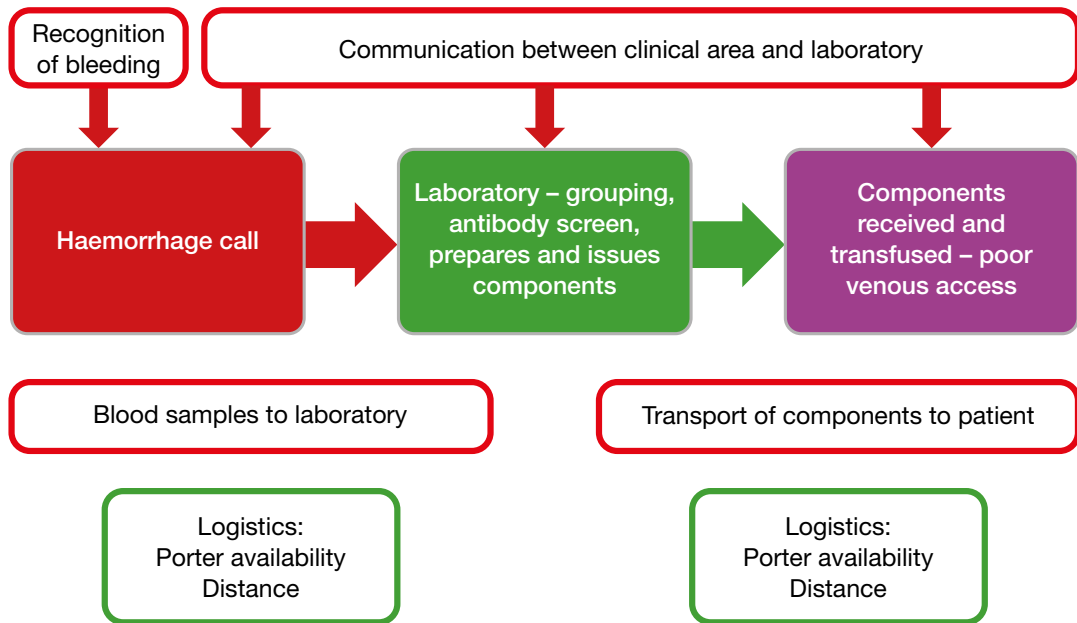 Recognition
of bleeding
Communication between clinical area and laboratory
Haemorrhage call
Laboratory – grouping,
antibody screen,
prepares and issues
components
Components
received and
transfused – poor
venous access
Blood samples to laboratory
Transport of components to patient
Logistics:
Porter availability
Distance
Logistics:
Porter availability
Distance